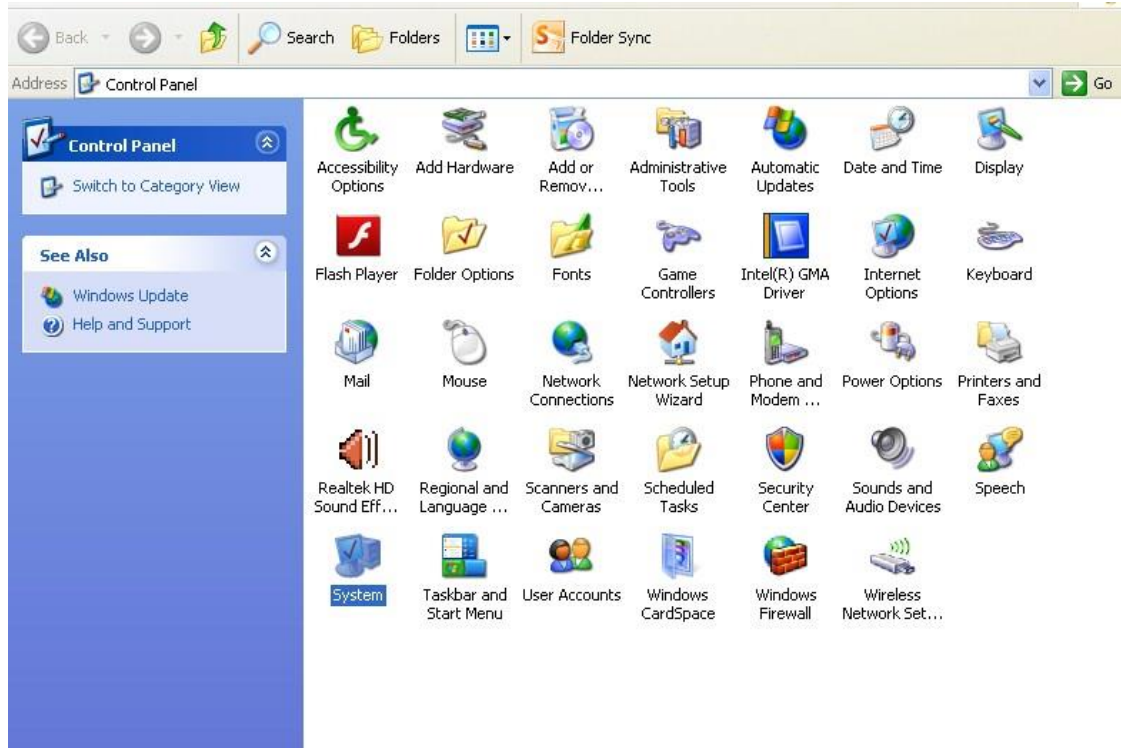 Back
Search
Folders
Folder Sync
Address
Control Panel
Go
Control Panel
Switch to Category View
See Also
Windows Update
Help and Support
Accessibility
Options
Add Hardware
Add or
Remov...
Administrative
Tools
Automatic
Updates
Date and Time
Display
Flash Player
Folder Options
Fonts
Game
Controllers
Intel(R) GMA
Driver
Internet
Options
Keyboard
Mail
Mouse
Network
Connections
Network Setup
Wizard
Phone and
Modem ...
Power Options
Printers and
Faxes
Realtek HD
Sound Eff...
Regional and
Language ...
Scanners and
Cameras
Scheduled
Tasks
Security
Center
Sounds and
Audio Devices
Speech
System
Taskbar and
Start Menu
User Accounts
Windows
CardSpace
Windows
Firewall
Wireless
Network Set...